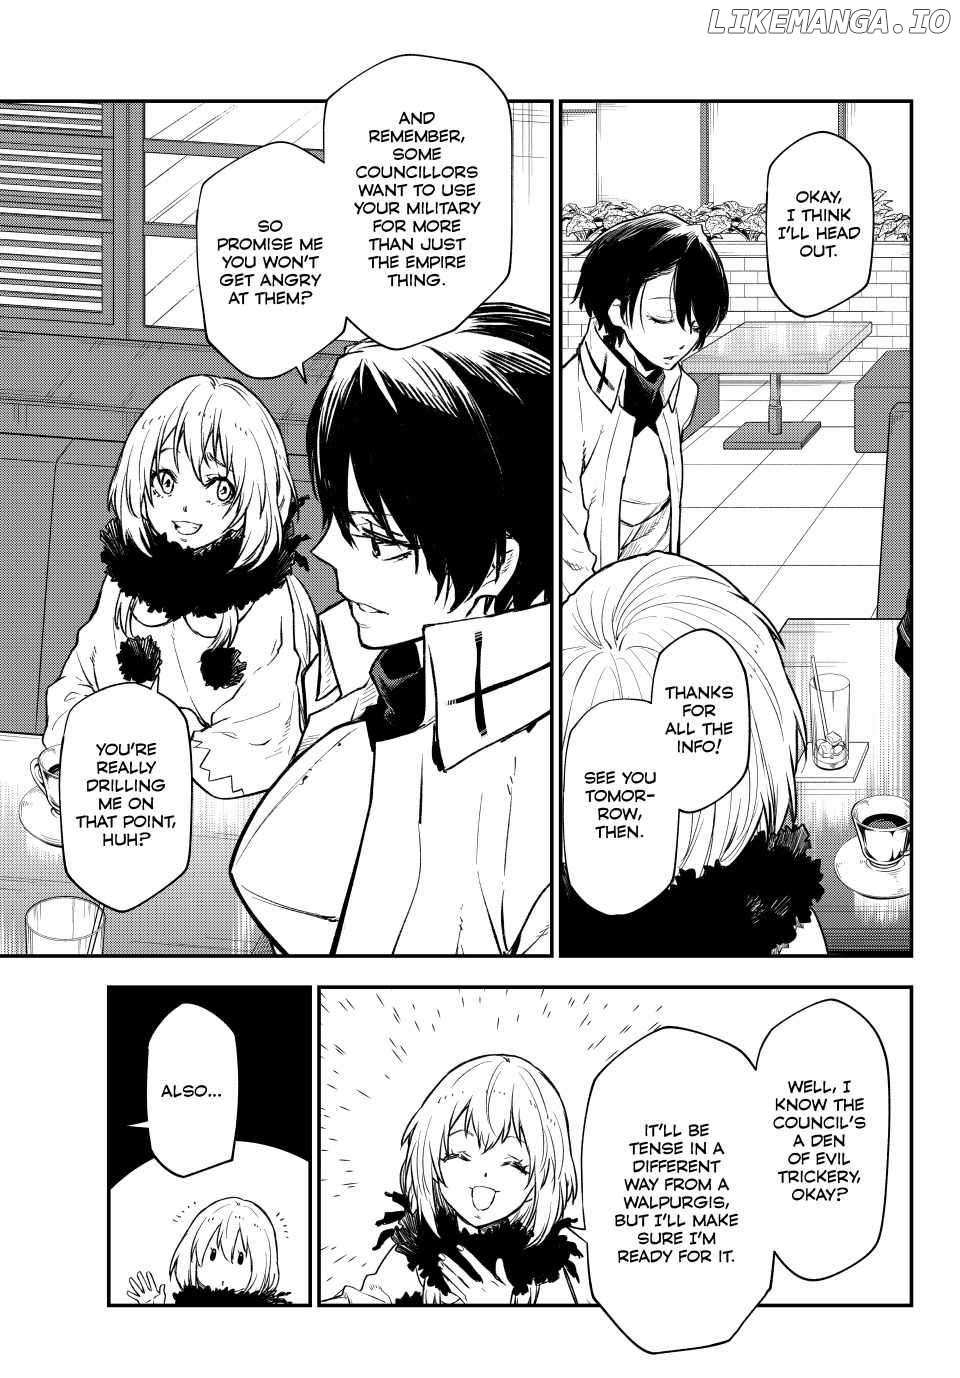 LIKEMANGA.IO
OKAY,
I THINK
I'LL HEAD
OUT.
THANKS
FOR
ALL THE
INFO!
SEE YOU
TOMOR-
ROW,
THEN.
AND
REMEMBER,
SOME
COUNCILLORS
WANT TO USE
YOUR MILITARY
FOR MORE
THAN JUST
THE EMPIRE
THING.
SO
PROMISE ME
YOU WON'T
GET ANGRY
AT THEM?
YOU'RE
REALLY
DRILLING
ME ON
THAT POINT,
HUH?
WELL, I
KNOW THE
COUNCIL'S
A DEN
OF EVIL
TRICKERY,
OKAY?
IT'LL BE
TENSE IN A
DIFFERENT
WAY FROM A
WALPURGIS,
BUT I'LL MAKE
SURE I'M
READY FOR IT.
ALSO...